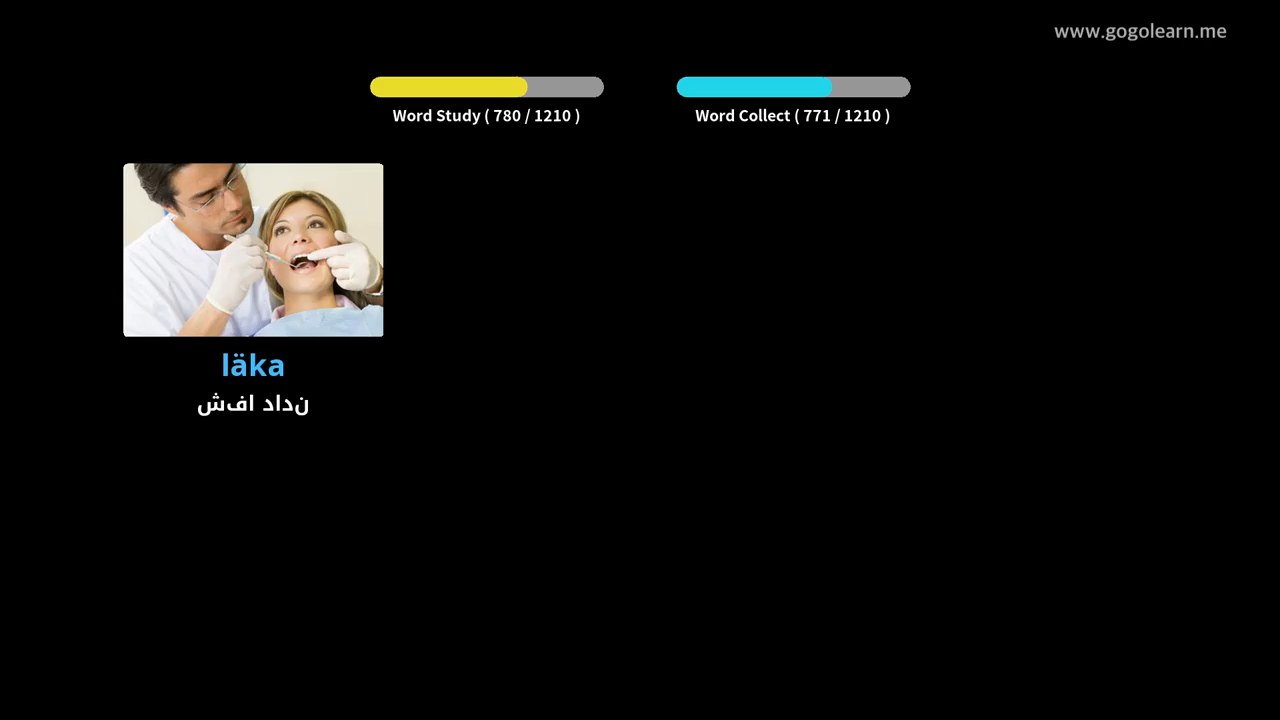 www.gogolearn.me
Word Study ( 780 / 1210 )
Word Collect ( 771 / 1210 )
läka
نداد افش